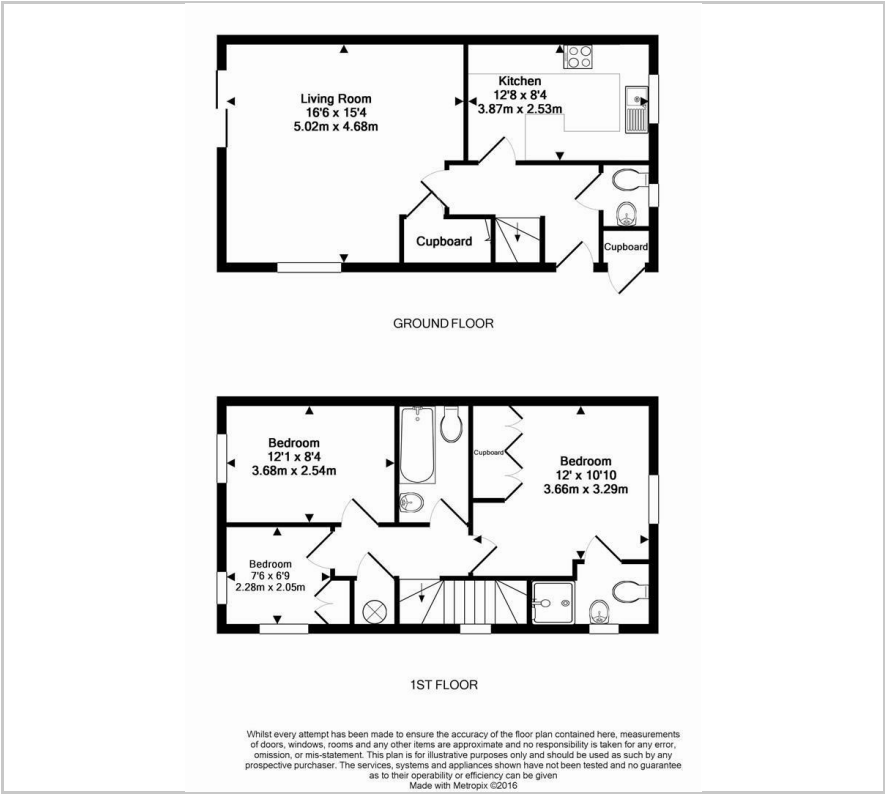 Living Room
16'6 x 15'4
5.02m x 4.68m
Kitchen
12'8 x 8'4
3.87m x 2.53m
Cupboard
Cupboard
GROUND FLOOR
Bedroom
12'1 x 8'4
3.68m x 2.54m
Cupboard
Bedroom
12' x 10'10
3.66m x 3.29m
Bedroom
7'6 x 6'9
2.28m x 2.05m
1ST FLOOR
Whilst every attempt has been made to ensure the accuracy of the floor plan contained here, measurements
of doors, windows, rooms and any other items are approximate and no responsibility is taken for any error,
omission, or mis-statement. This plan is for illustrative purposes only and should be used as such by any
prospective purchaser. The services, systems and appliances shown have not been tested and no guarantee
as to their operability or efficiency can be given
Made with Metropix ©2016